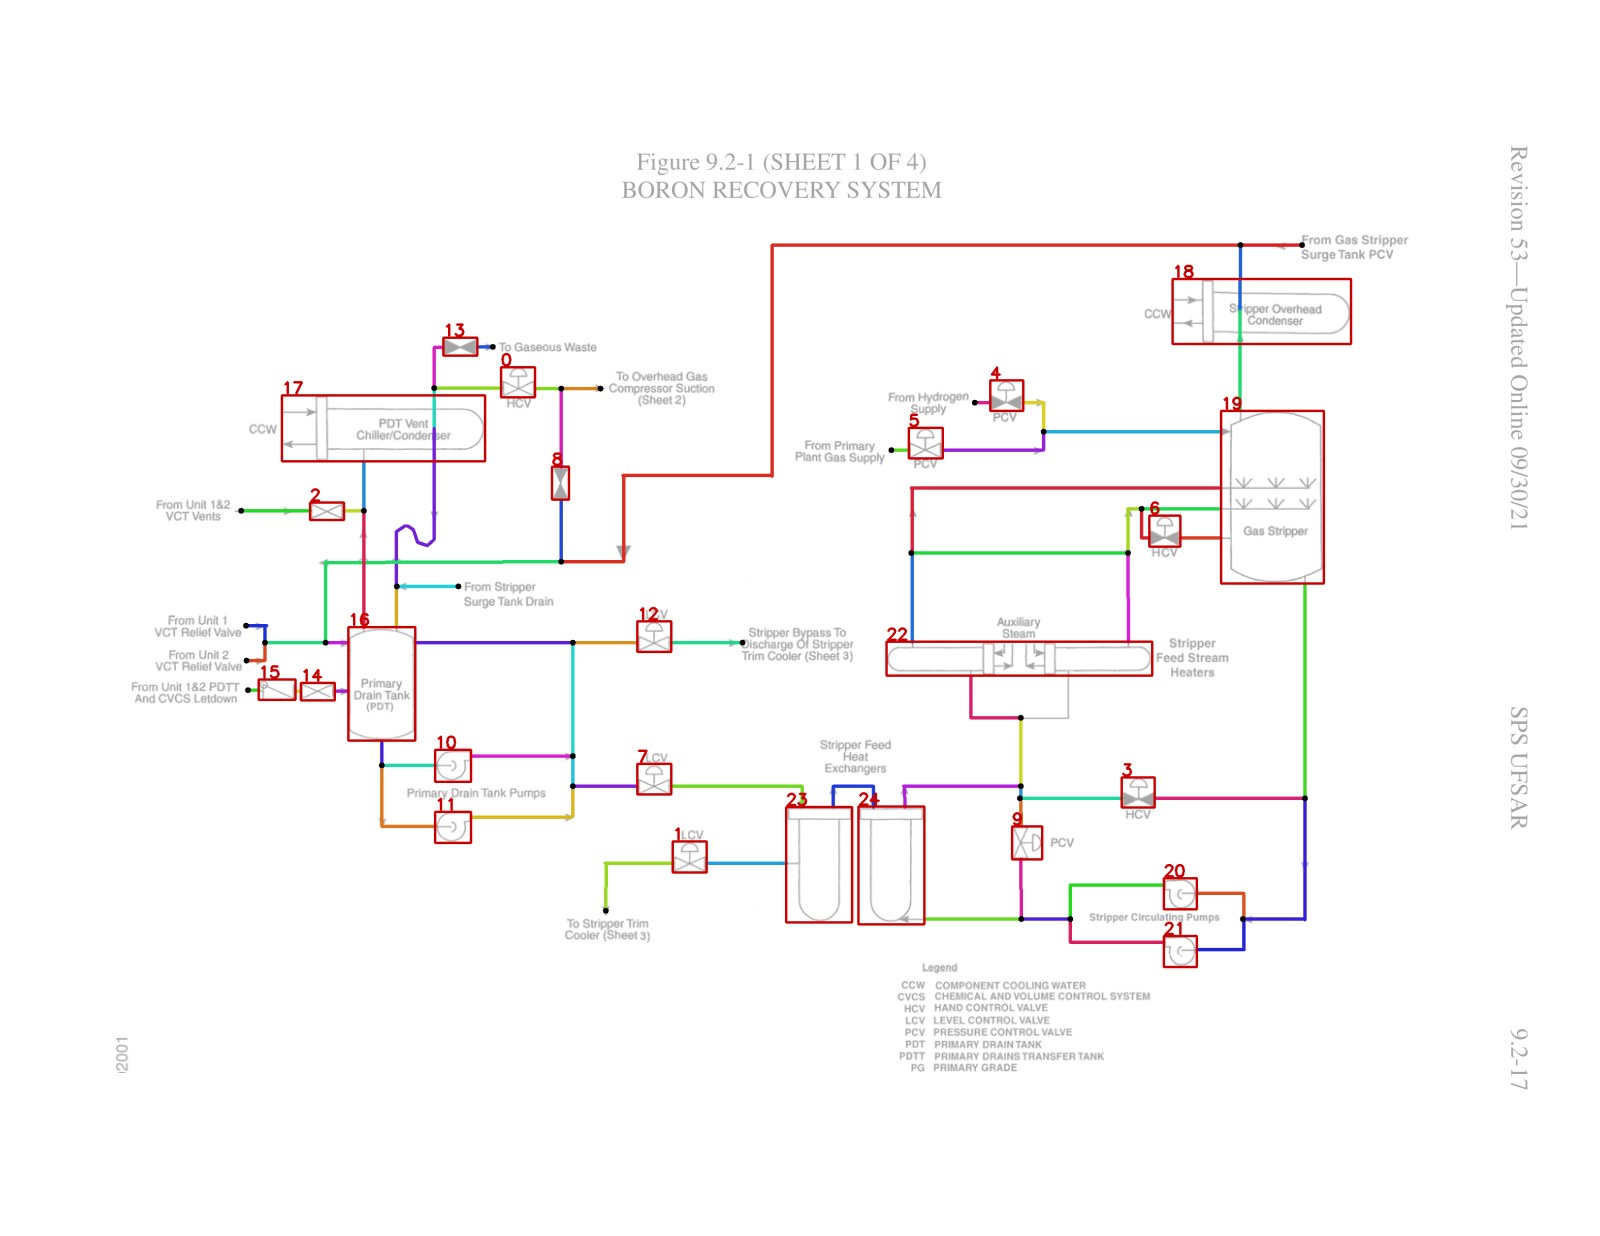 Figure 9.2-1 (SHEET 1 OF 4)
BORON RECOVERY SYSTEM
Revision 53—Updated Online 09/30/21
SPS UFSAR
9.2-17
From Gas Stripper
Surge Tank PCV
18
CCW
Stripper Overhead
Condenser
13
To Gaseous Waste
0
HCV
To Overhead Gas
Compressor Suction
(Sheet 2)
17
CCW
PDT Vent
Chiller/Condenser
4
From Hydrogen
Supply
PCV
5
From Primary
Plant Gas Supply
PCV
19
Gas Stripper
8
2
From Unit 1&2
VCT Vents
6
HCV
From Stripper
Surge Tank Drain
16
Primary
Drain Tank
(PDT)
From Unit 1
VCT Relief Valve
From Unit 2
VCT Relief Valve
15
14
From Unit 1&2 PDTT
And CVCS Letdown
12
LCV
Stripper Bypass To
Discharge Of Stripper
Trim Cooler (Sheet 3)
22
Auxiliary
Steam
Stripper
Feed Stream
Heaters
10
Primary Drain Tank Pumps
11
7
LCV
Stripper Feed
Heat
Exchangers
23
24
3
HCV
1
LCV
9
PCV
To Stripper Trim
Cooler (Sheet 3)
20
Stripper Circulating Pumps
21
Legend
CCW COMPONENT COOLING WATER
CVCS CHEMICAL AND VOLUME CONTROL SYSTEM
HCV HAND CONTROL VALVE
LCV LEVEL CONTROL VALVE
PCV PRESSURE CONTROL VALVE
PDT PRIMARY DRAIN TANK
PDTT PRIMARY DRAINS TRANSFER TANK
PG PRIMARY GRADE